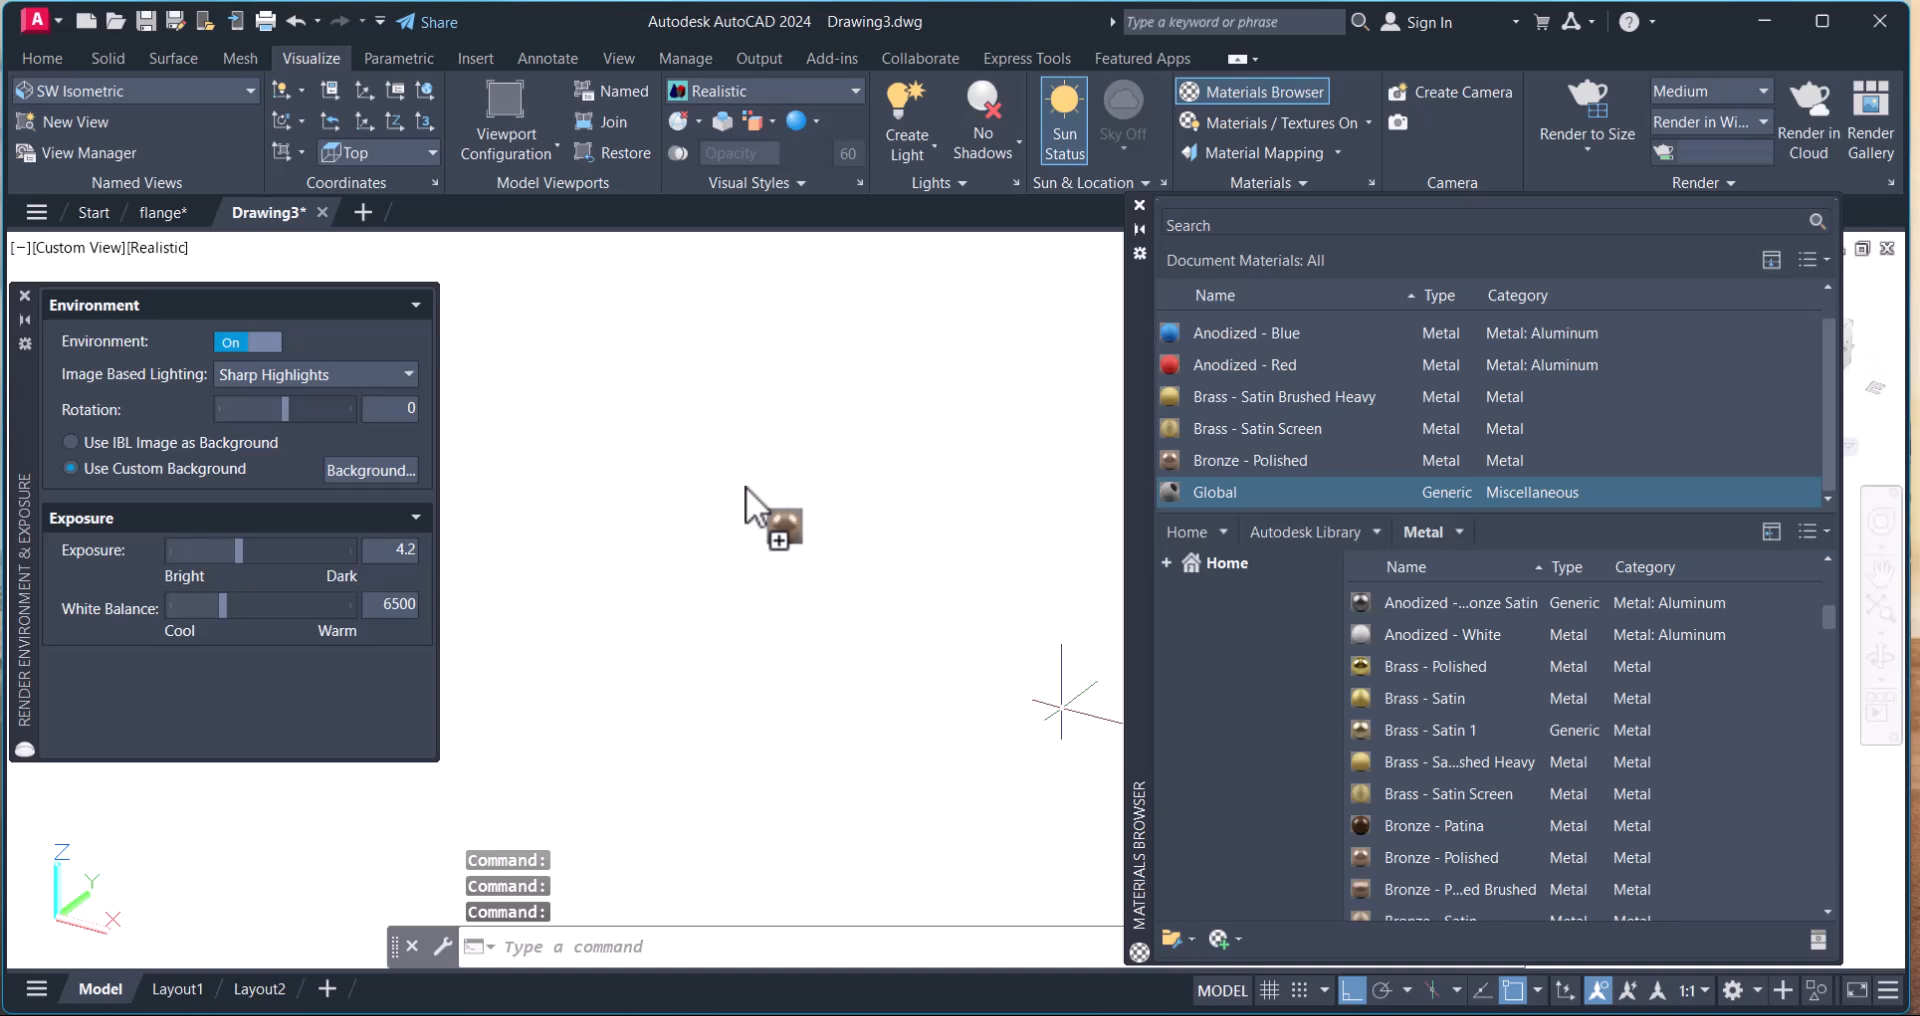 A Share Autodesk AutoCAD 2024 Drawing3.dwg Type a keyword or phrase Sign In
Home Solid Surface Mesh Visualize Parametric Insert Annotate View Manage Output Add-ins Collaborate Express Tools Featured Apps
SW Isometric
New View
View Manager
Named Views
Top
Coordinates
Viewport
Configuration
Named
Join
Restore
Model Viewports
Realistic
Opacity 60
Visual Styles
Create
Light
No
Shadows
Lights
Sun
Status
Sky Off
Sun & Location
Materials Browser
Materials / Textures On
Material Mapping
Materials
Create Camera
Camera
Render to Size
Medium
Render in Wi...
Render in
Cloud
Render
Gallery
Render
Start flange* Drawing3*
[−][Custom View][Realistic]
Environment
Environment: On
Image Based Lighting: Sharp Highlights
Rotation: 0
Use IBL Image as Background
Use Custom Background Background...
Exposure
Exposure: 4.2
Bright Dark
White Balance: 6500
Cool Warm
RENDER ENVIRONMENT & EXPOSURE
Z
Y
X
Command:
Command:
Command:
Type a command
Search
Document Materials: All
Name Type Category
Anodized - Blue Metal Metal: Aluminum
Anodized - Red Metal Metal: Aluminum
Brass - Satin Brushed Heavy Metal Metal
Brass - Satin Screen Metal Metal
Bronze - Polished Metal Metal
Global Generic Miscellaneous
Home Autodesk Library Metal
Home
Name Type Category
Anodized -...onze Satin Generic Metal: Aluminum
Anodized - White Metal Metal: Aluminum
Brass - Polished Metal Metal
Brass - Satin Metal Metal
Brass - Satin 1 Generic Metal
Brass - Sa...shed Heavy Metal Metal
Brass - Satin Screen Metal Metal
Bronze - Patina Metal Metal
Bronze - Polished Metal Metal
Bronze - P...ed Brushed Metal Metal
Bronze - Satin Metal Metal
MATERIALS BROWSER
Model Layout1 Layout2 MODEL 1:1